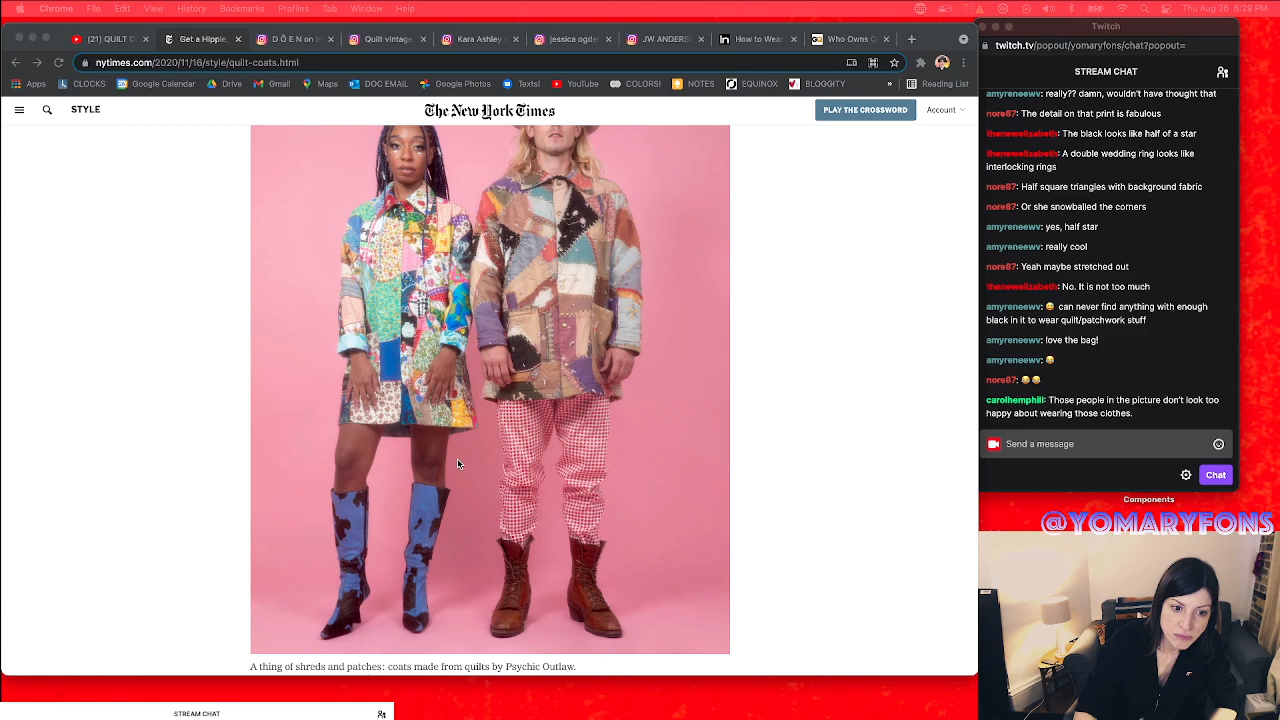 Chrome File Edit View History Bookmarks Profiles Tab Window Help
Thu Aug 26 6:29 PM
(21) QUILT C
Get a Hippie,
D Ô E N on In
Quilt vintage
Kara Ashley
jessica ogden
JW ANDERS
How to Wear
Who Owns
nytimes.com/2020/11/16/style/quilt-coats.html
Apps CLOCKS Google Calendar Drive Gmail Maps DOC EMAIL Google Photos Texts! YouTube COLORS! NOTES EQUINOX BLOGGITY » Reading List
STYLE
The New York Times
PLAY THE CROSSWORD
Account
A thing of shreds and patches: coats made from quilts by Psychic Outlaw.
STREAM CHAT
Twitch
twitch.tv/popout/yomaryfons/chat?popout=
STREAM CHAT
amyreneewv: really?? damn, wouldn't have thought that
nore87: The detail on that print is fabulous
thenewelizabeth: The black looks like half of a star
thenewelizabeth: A double wedding ring looks like
interlocking rings
nore87: Half square triangles with background fabric
nore87: Or she snowballed the corners
amyreneewv: yes, half star
amyreneewv: really cool
nore87: Yeah maybe stretched out
thenewelizabeth: No. It is not too much
amyreneewv: 😅 can never find anything with enough
black in it to wear quilt/patchwork stuff
amyreneewv: love the bag!
amyreneewv: 😂
nore87: 😂😂
carolhemphill: Those people in the picture don't look too
happy about wearing those clothes.
Send a message
Chat
Components
@YOMARYFONS